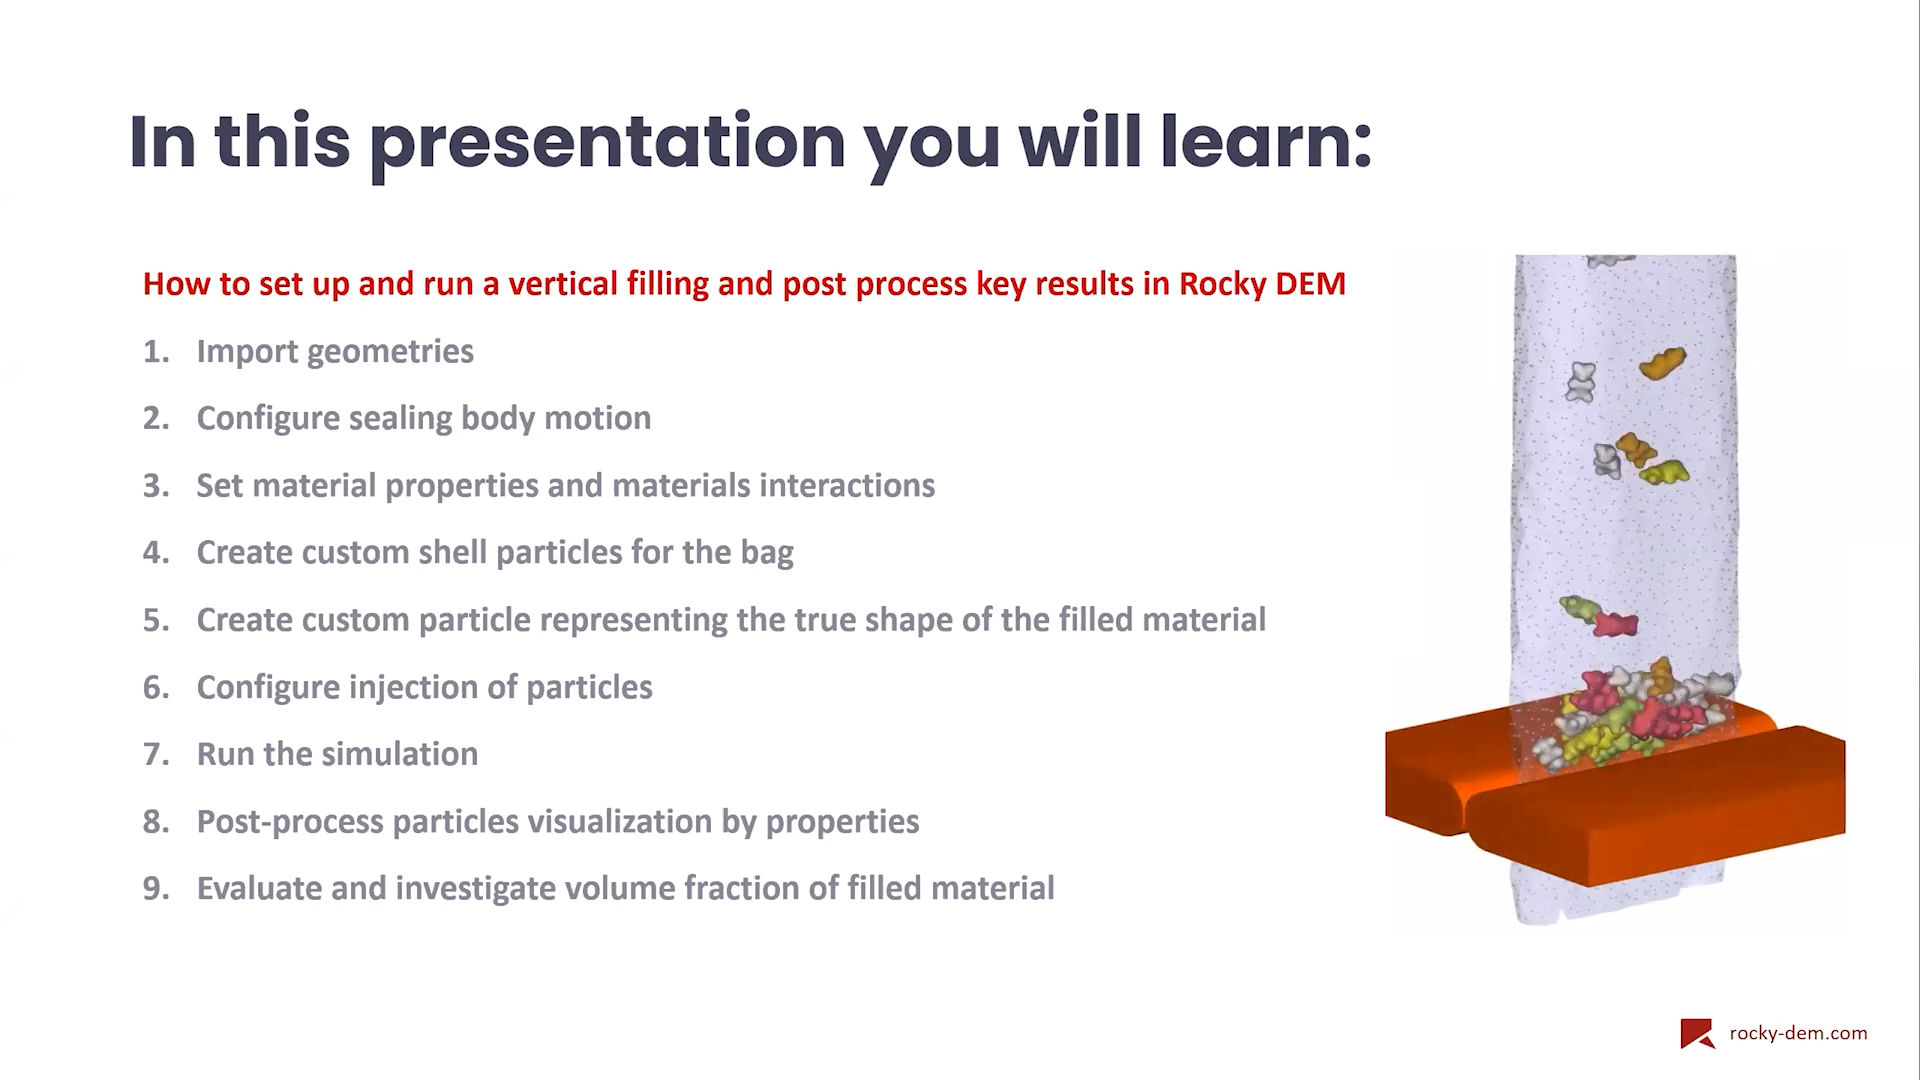 In this presentation you will learn:
How to set up and run a vertical filling and post process key results in Rocky DEM
1. Import geometries
2. Configure sealing body motion
3. Set material properties and materials interactions
4. Create custom shell particles for the bag
5. Create custom particle representing the true shape of the filled material
6. Configure injection of particles
7. Run the simulation
8. Post-process particles visualization by properties
9. Evaluate and investigate volume fraction of filled material
rocky-dem.com